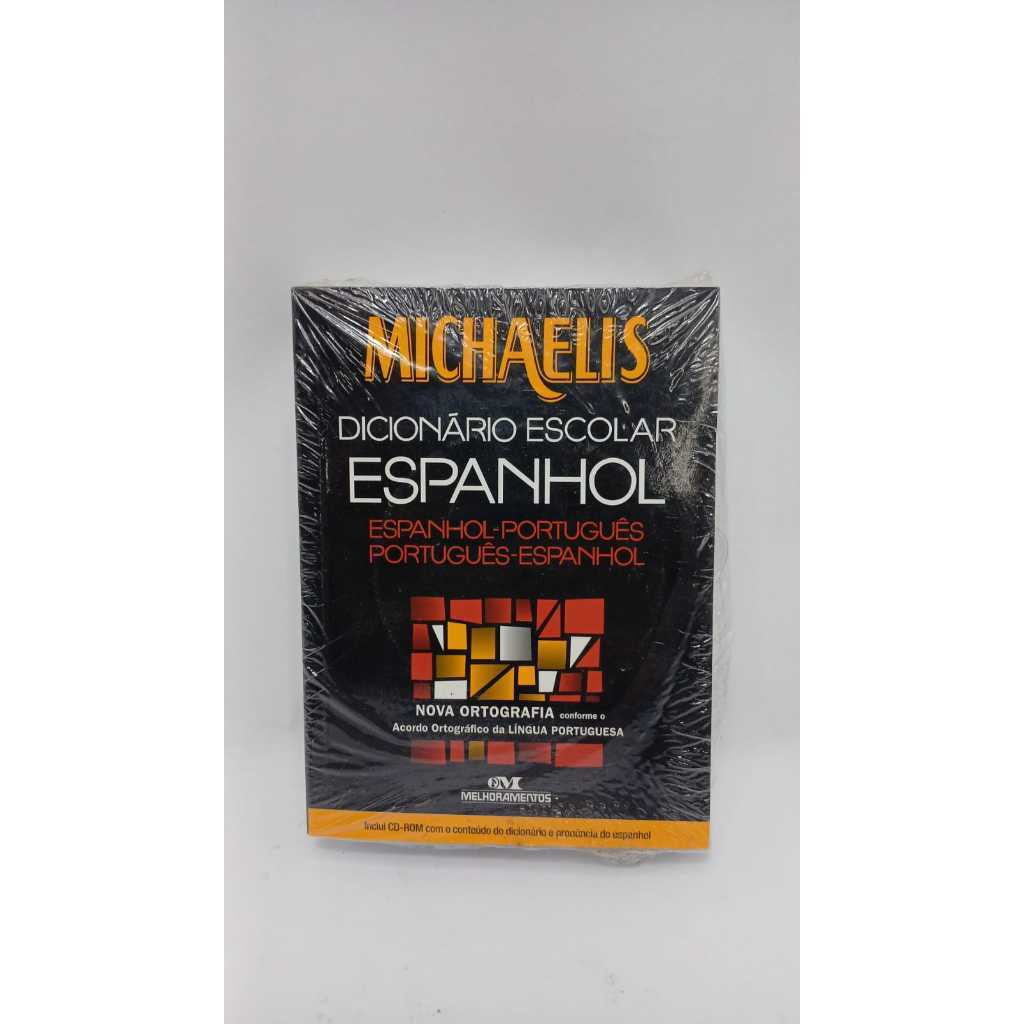 MICHAELIS
DICIONÁRIO ESCOLAR
ESPANHOL
ESPANHOL-PORTUGUÊS
PORTUGUÊS-ESPANHOL
NOVA ORTOGRAFIA conforme o
Acordo Ortográfico da LÍNGUA PORTUGUESA
MELHORAMENTOS
Inclui CD-ROM com o conteúdo do dicionário e pronúncia do espanhol